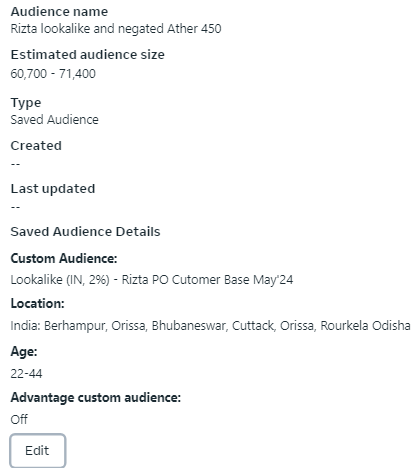 Audience name
Rizta lookalike and negated Ather 450
Estimated audience size
60,700 - 71,400
Type
Saved Audience
Created
--
Last updated
--
Saved Audience Details
Custom Audience:
Lookalike (IN, 2%) - Rizta PO Cutomer Base May'24
Location:
India: Berhampur, Orissa, Bhubaneswar, Cuttack, Orissa, Rourkela Odisha
Age:
22-44
Advantage custom audience:
Off
Edit